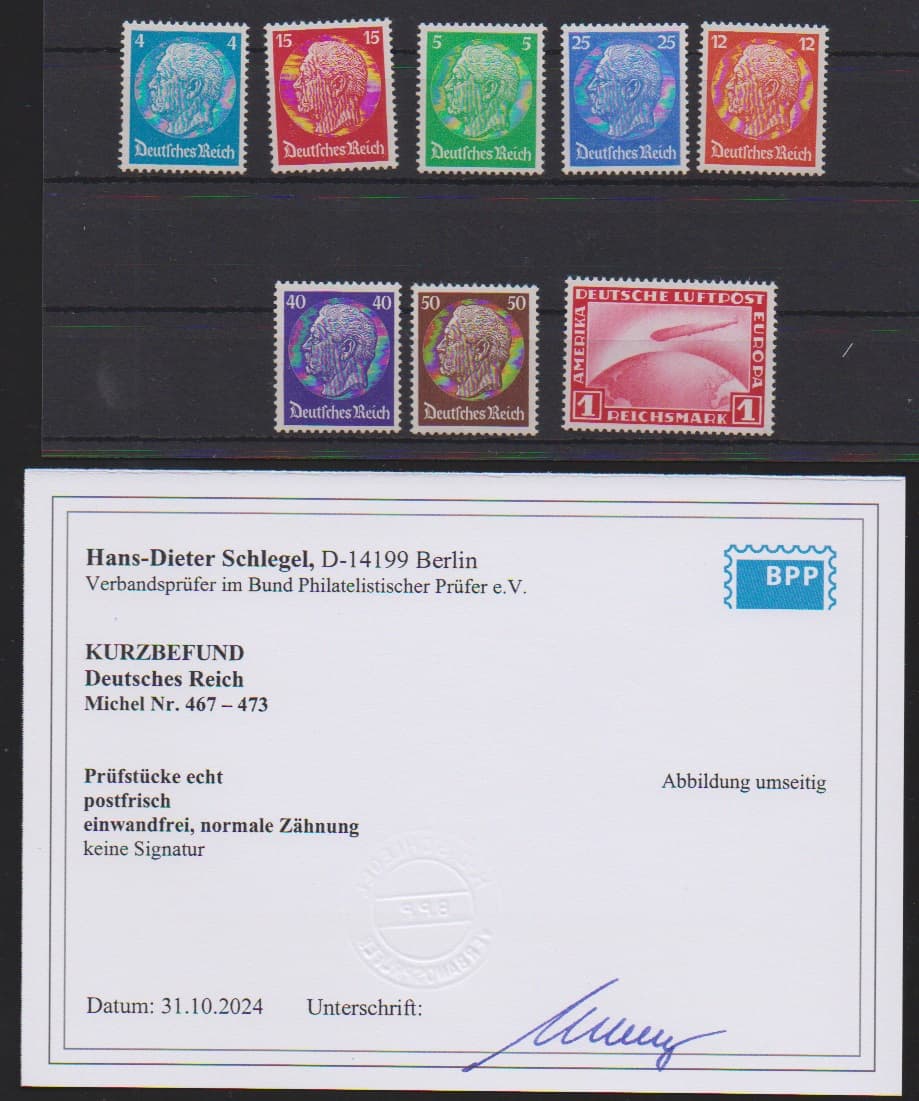 4 4
Deutsches Reich
15 15
Deutsches Reich
5 5
Deutsches Reich
25 25
Deutsches Reich
12 12
Deutsches Reich
40 40
Deutsches Reich
50 50
Deutsches Reich
DEUTSCHE LUFTPOST
AMERIKA
EUROPA
1 REICHSMARK 1
Hans-Dieter Schlegel, D-14199 Berlin
Verbandsprüfer im Bund Philatelistischer Prüfer e.V.
BPP
KURZBEFUND
Deutsches Reich
Michel Nr. 467 – 473
Prüfstücke echt
postfrisch
einwandfrei, normale Zähnung
keine Signatur
Abbildung umseitig
BPP
Datum: 31.10.2024 Unterschrift: